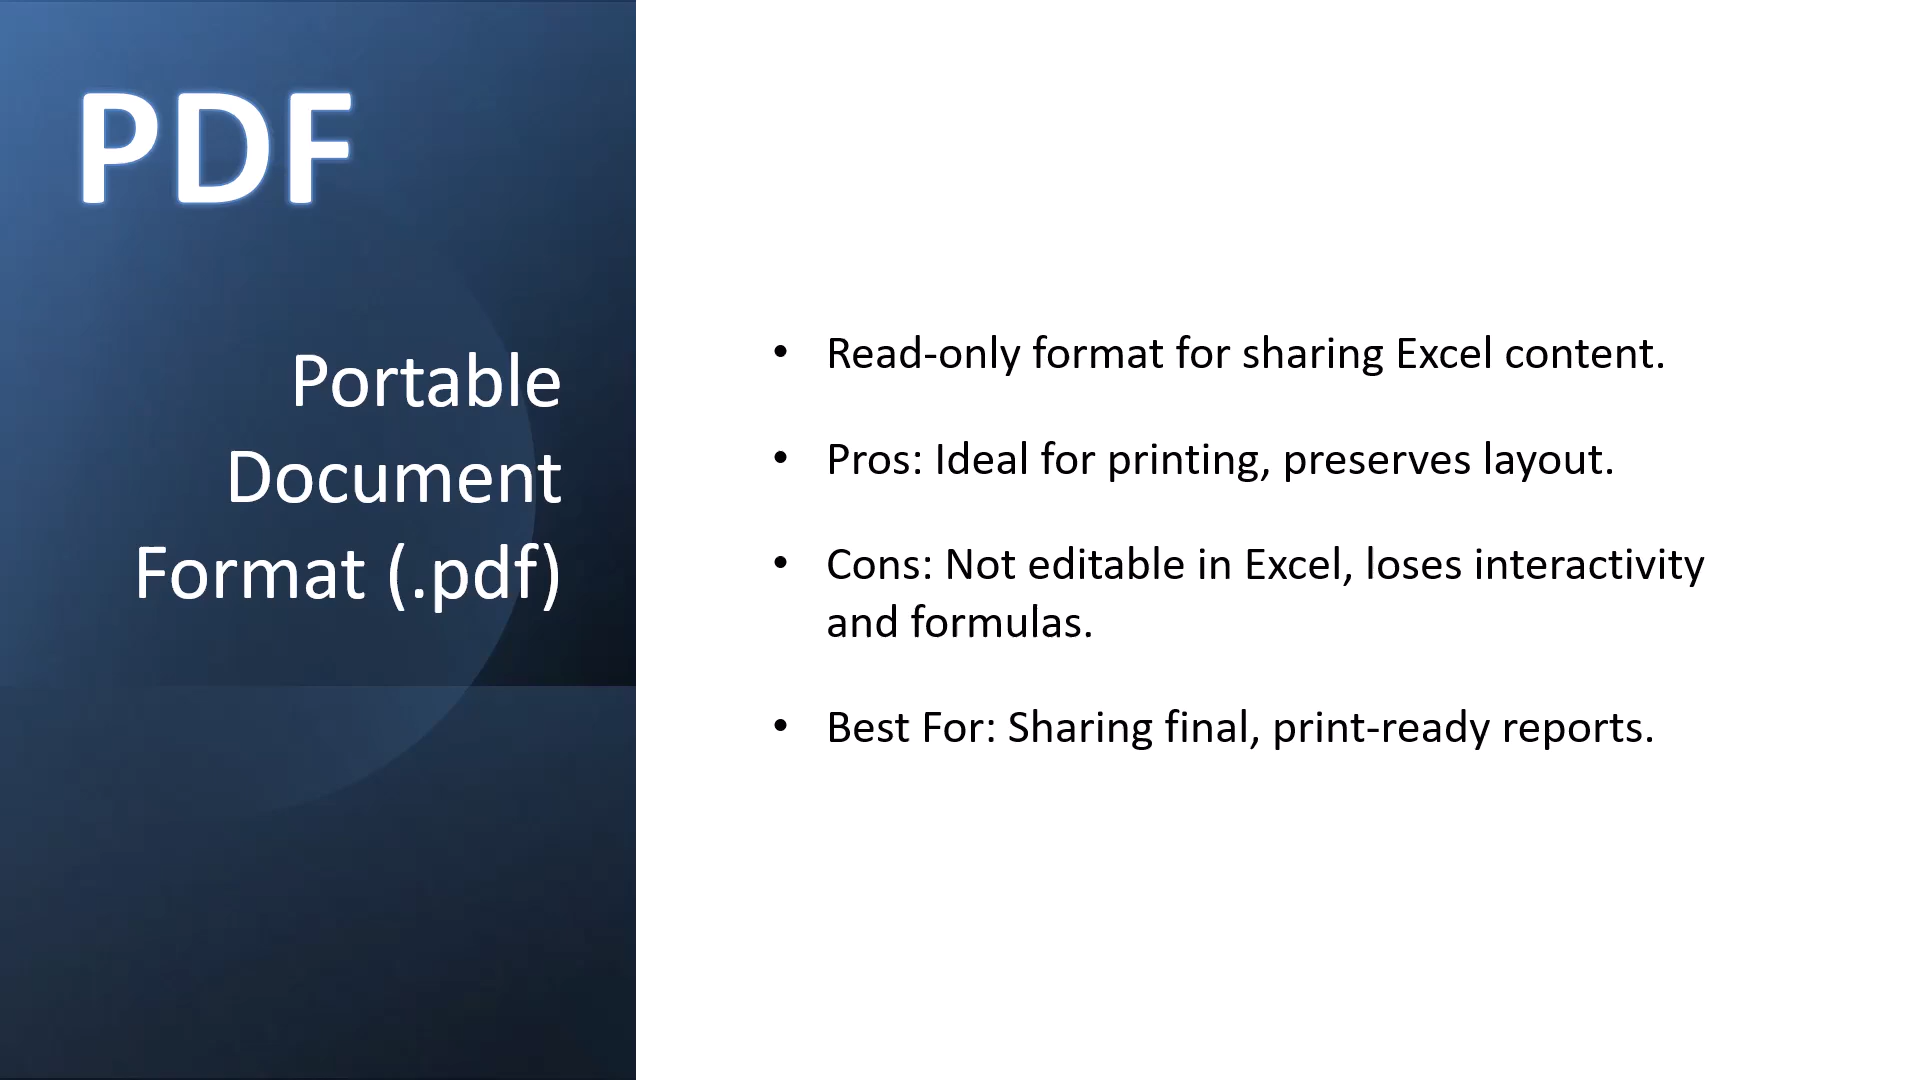 PDF
Portable
Document
Format (.pdf)
• Read-only format for sharing Excel content.
• Pros: Ideal for printing, preserves layout.
• Cons: Not editable in Excel, loses interactivity
and formulas.
• Best For: Sharing final, print-ready reports.